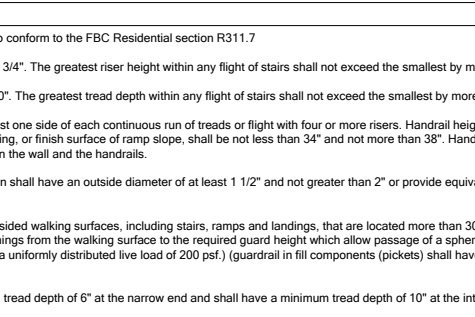 conform to the FBC Residential section R311.7
3/4". The greatest riser height within any flight of stairs shall not exceed the smallest by m
0". The greatest tread depth within any flight of stairs shall not exceed the smallest by more
st one side of each continuous run of treads or flight with four or more risers. Handrail heig
ing, or finish surface of ramp slope, shall be not less than 34" and not more than 38". Hand
n the wall and the handrails.
n shall have an outside diameter of at least 1 1/2" and not greater than 2" or provide equiva
sided walking surfaces, including stairs, ramps and landings, that are located more than 30
nings from the walking surface to the required guard height which allow passage of a spher
a uniformly distributed live load of 200 psf.) (guardrail in fill components (pickets) shall hav
tread depth of 6" at the narrow end and shall have a minimum tread depth of 10" at the int